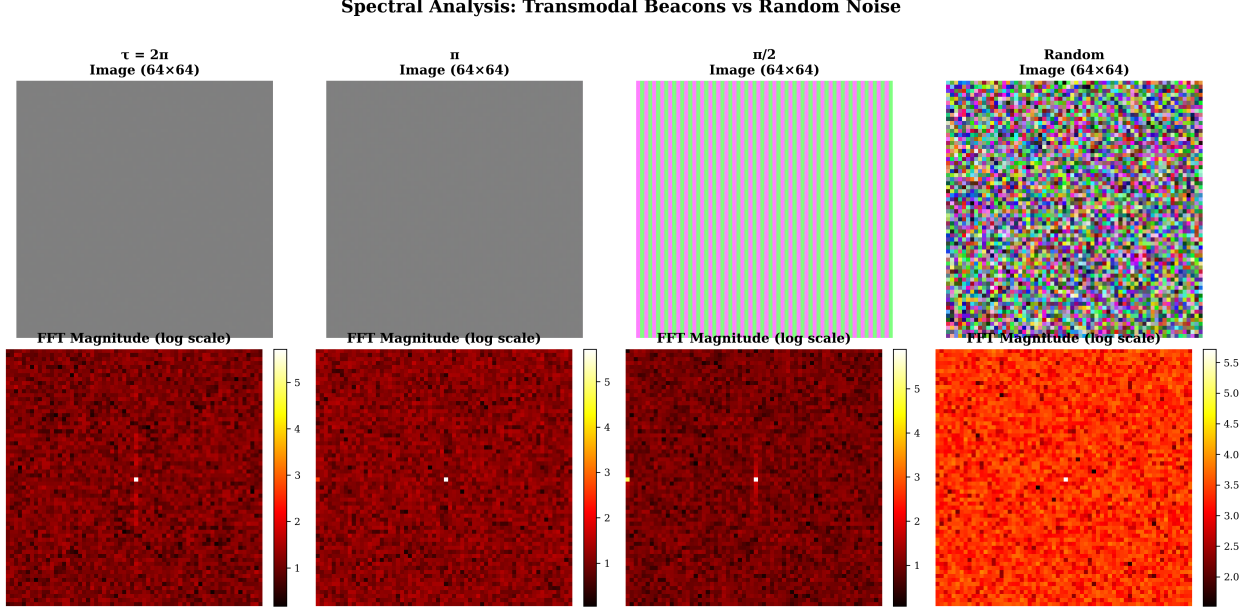 Spectral Analysis: Transmodal Beacons vs Random Noise
τ = 2π
Image (64×64)
π
Image (64×64)
π/2
Image (64×64)
Random
Image (64×64)
FFT Magnitude (log scale)
5
4
3
2
1
FFT Magnitude (log scale)
5
4
3
2
1
FFT Magnitude (log scale)
5
4
3
2
1
FFT Magnitude (log scale)
5.5
5.0
4.5
4.0
3.5
3.0
2.5
2.0